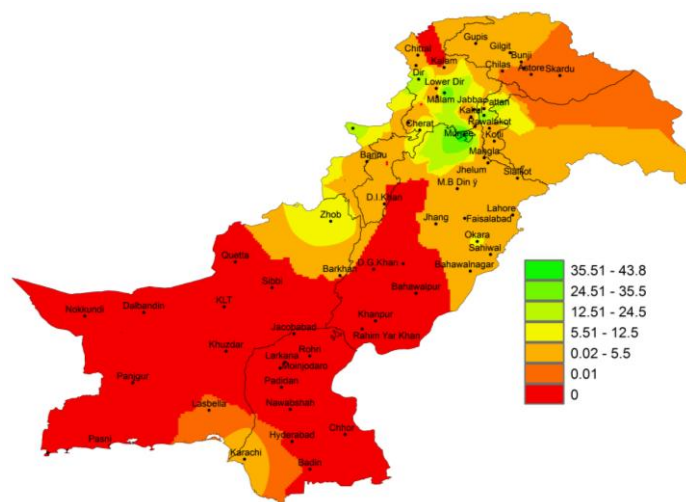 Gupis
Gilgit
Chitral
Bunji
Kalam
Chilas
Astore
Skardu
Dir
Lower Dir
Malam Jabbap
Pattan
Kakul
Rawalakot
Cherat
Murree
Kotli
Bannu
Mangla
Jhelum
Sialkot
M.B Din ÿ
D.I.Khan
Zhob
Lahore
Jhang
Faisalabad
Okara
Sahiwal
Quetta
D.G.Khan
Barkhan
Bahawalnagar
Sibbi
Bahawalpur
Nokkundi
Dalbandin
KLT
Khanpur
Jacobabad
Rahim Yar Khan
Khuzdar
Rohri
Larkana
Moinjodaro
Panjgur
Padidan
Lasbella
Nawabshah
Pasni
Hyderabad
Chhor
Karachi
Badin
35.51 - 43.8
24.51 - 35.5
12.51 - 24.5
5.51 - 12.5
0.02 - 5.5
0.01
0